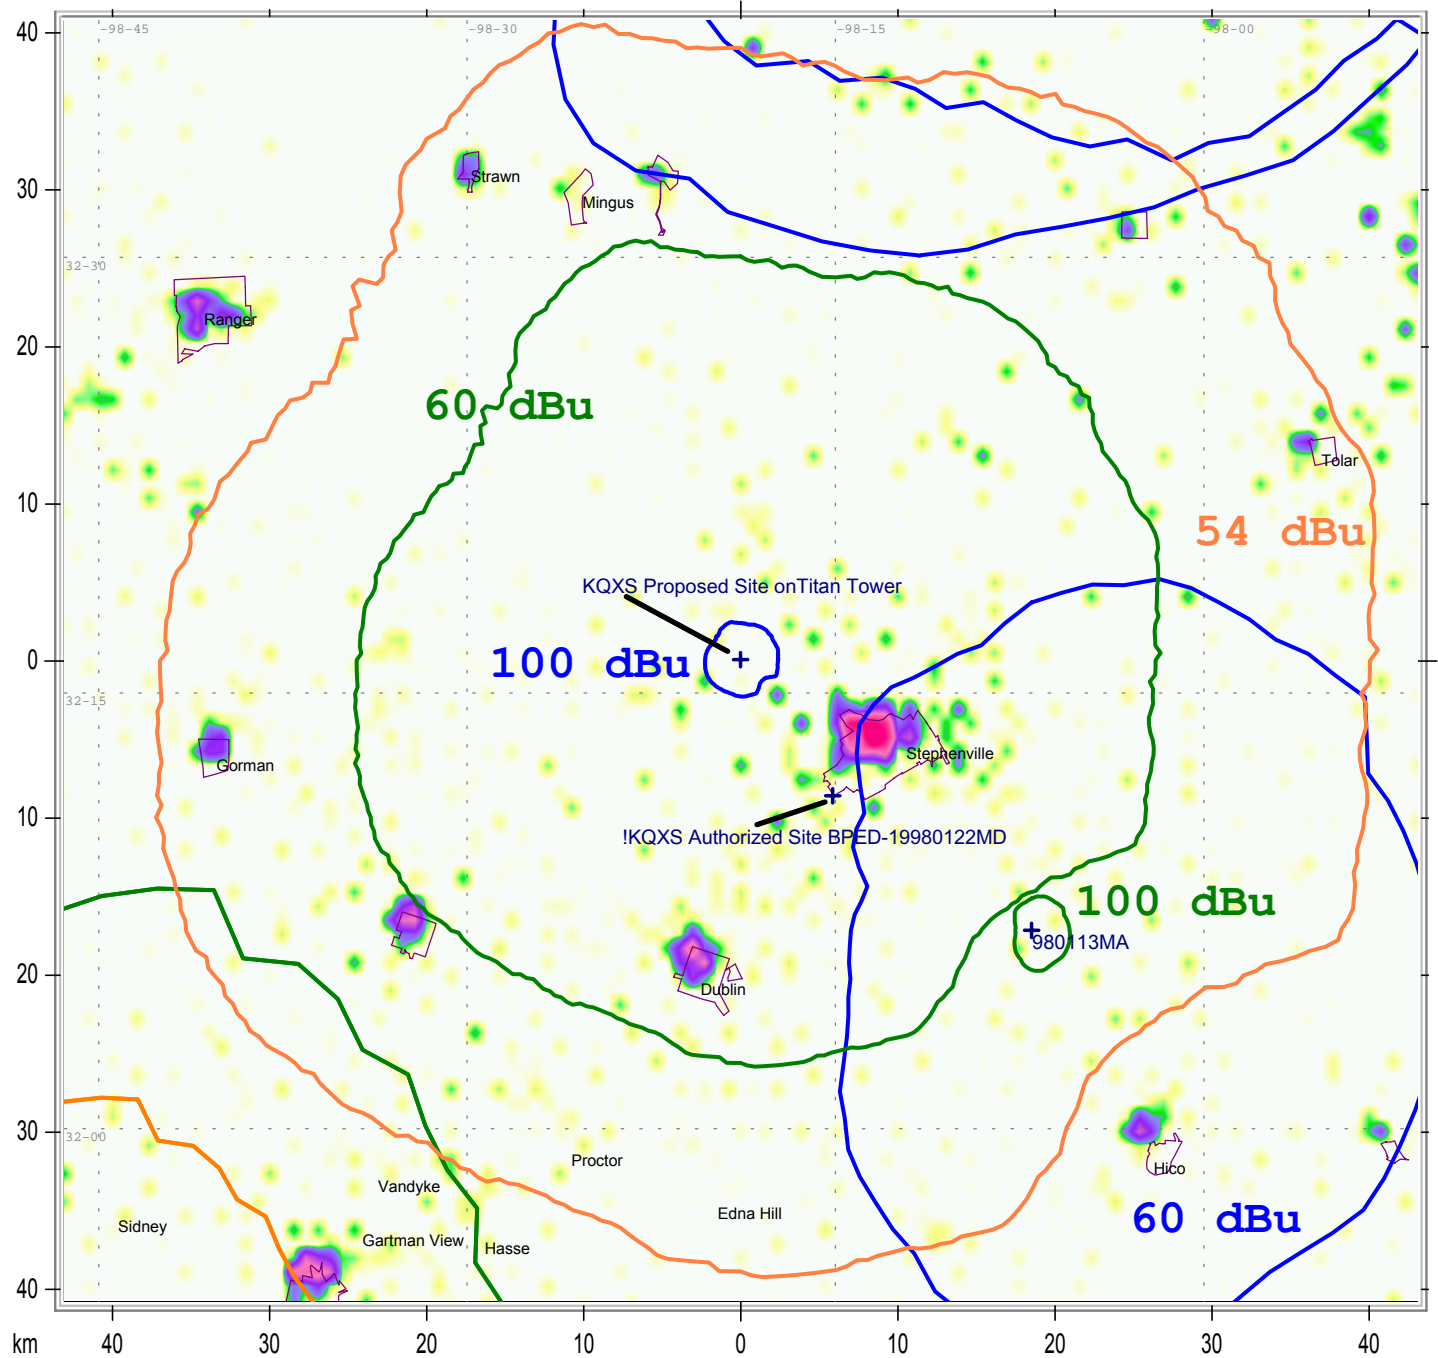 40
-98-45
-98-30
-98-15
-98-00
Strawn
30
Mingus
32-30
Ranger
20
60 dBu
Tolar
10
54 dBu
KQXS Proposed Site onTitan Tower
0
100 dBu
32-15
Stephenville
Gorman
10
!KQXS Authorized Site BPED-19980122MD
100 dBu
980113MA
20
Dublin
30
32-00
Proctor
Hico
Vandyke
Edna Hill
60 dBu
Sidney
Gartman View
Hasse
40
km
40
30
20
10
0
10
20
30
40